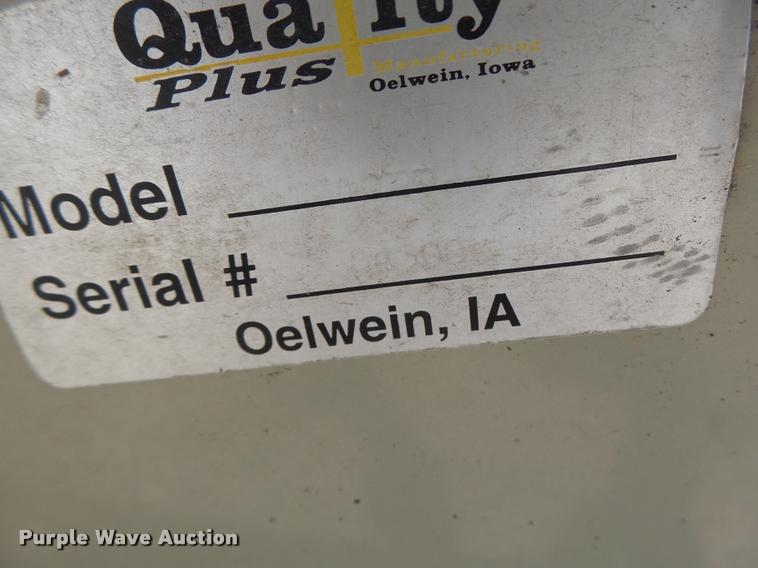 Quality
Plus
Manufacturing
Oelwein, Iowa
Model
Serial #
Oelwein, IA
Purple Wave Auction